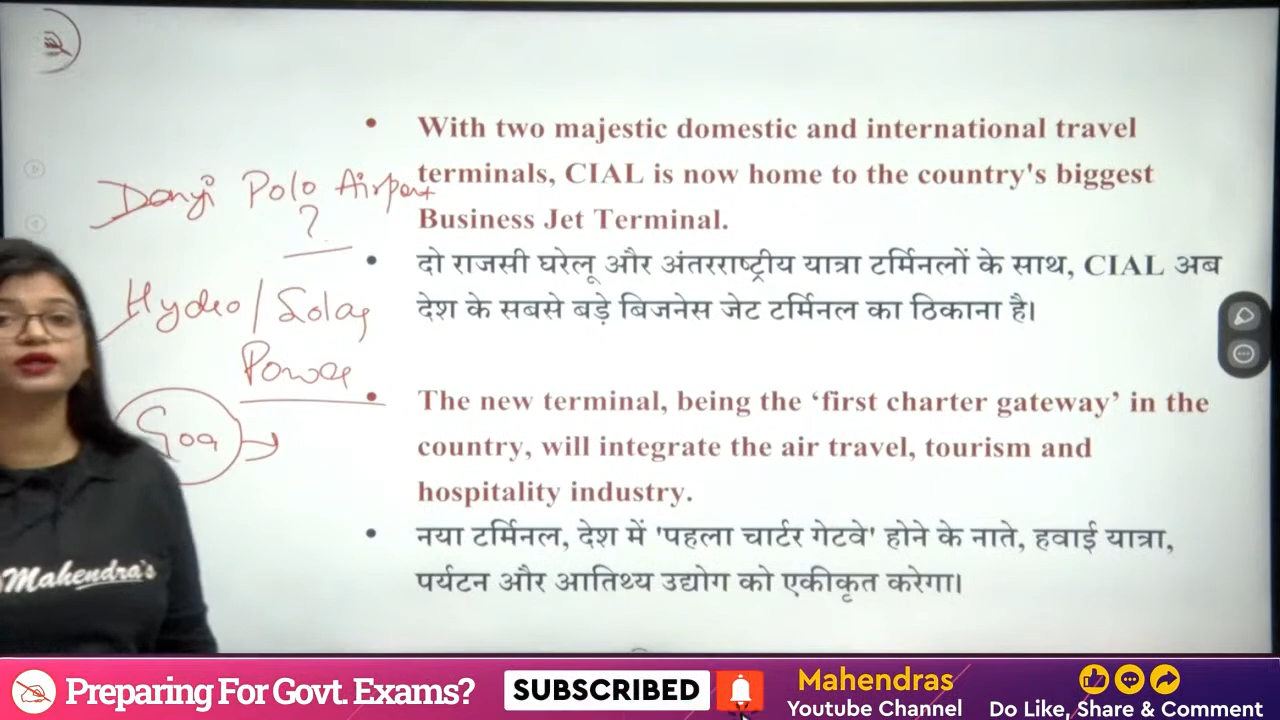 With two majestic domestic and international travel
terminals, CIAL is now home to the country's biggest
Business Jet Terminal.
दो राजसी घरेलू और अंतरराष्ट्रीय यात्रा टर्मिनलों के साथ, CIAL अब
देश के सबसे बड़े बिजनेस जेट टर्मिनल का ठिकाना है।
The new terminal, being the ‘first charter gateway’ in the
country, will integrate the air travel, tourism and
hospitality industry.
नया टर्मिनल, देश में 'पहला चार्टर गेटवे' होने के नाते, हवाई यात्रा,
पर्यटन और आतिथ्य उद्योग को एकीकृत करेगा।
Donyi Polo Airport
?
Hydro/Solar
Power
Goa
Mahendra's
Preparing For Govt. Exams?
SUBSCRIBED
Mahendras
Youtube Channel
Do Like, Share & Comment